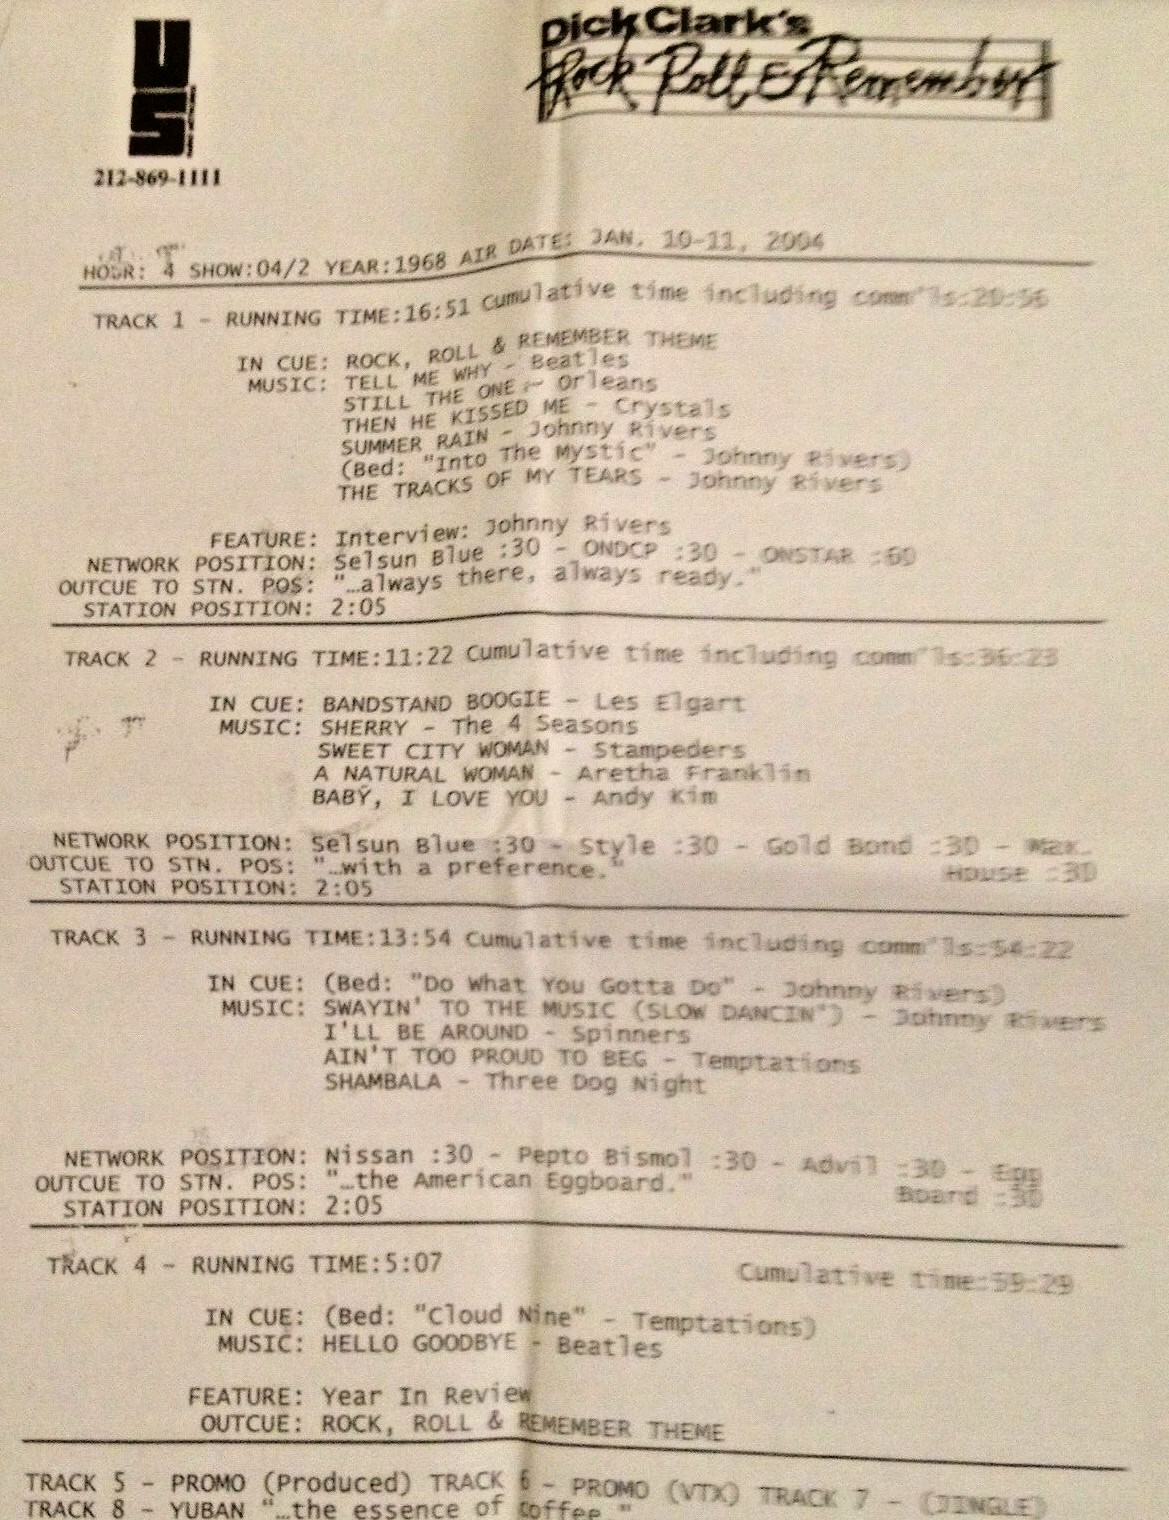 US
Dick Clark's
Rock Roll & Remember
212-869-1111
HOUR: 4 SHOW:04/2 YEAR:1968 AIR DATE: JAN. 10-11, 2004
TRACK 1 - RUNNING TIME:16:51 Cumulative time including comm'ls:20:56
IN CUE: ROCK, ROLL & REMEMBER THEME
MUSIC: TELL ME WHY - Beatles
STILL THE ONE - Orleans
THEN HE KISSED ME - Crystals
SUMMER RAIN - Johnny Rivers
(Bed: "Into The Mystic" - Johnny Rivers)
THE TRACKS OF MY TEARS - Johnny Rivers
FEATURE: Interview: Johnny Rivers
NETWORK POSITION: Selsun Blue :30 - ONDCP :30 - ONSTAR :60
OUTCUE TO STN. POS: "…always there, always ready."
STATION POSITION: 2:05
TRACK 2 - RUNNING TIME:11:22 Cumulative time including comm'ls:36:23
IN CUE: BANDSTAND BOOGIE - Les Elgart
MUSIC: SHERRY - The 4 Seasons
SWEET CITY WOMAN - Stampeders
A NATURAL WOMAN - Aretha Franklin
BABY, I LOVE YOU - Andy Kim
NETWORK POSITION: Selsun Blue :30 - Style :30 - Gold Bond :30 - Max.
OUTCUE TO STN. POS: "…with a preference." House :30
STATION POSITION: 2:05
TRACK 3 - RUNNING TIME:13:54 Cumulative time including comm'ls:54:22
IN CUE: (Bed: "Do What You Gotta Do" - Johnny Rivers)
MUSIC: SWAYIN' TO THE MUSIC (SLOW DANCIN') - Johnny Rivers
I'LL BE AROUND - Spinners
AIN'T TOO PROUD TO BEG - Temptations
SHAMBALA - Three Dog Night
NETWORK POSITION: Nissan :30 - Pepto Bismol :30 - Advil :30 - Egg
OUTCUE TO STN. POS: "…the American Eggboard." Board :30
STATION POSITION: 2:05
TRACK 4 - RUNNING TIME:5:07 Cumulative time:59:29
IN CUE: (Bed: "Cloud Nine" - Temptations)
MUSIC: HELLO GOODBYE - Beatles
FEATURE: Year In Review
OUTCUE: ROCK, ROLL & REMEMBER THEME
TRACK 5 - PROMO (Produced) TRACK 6 - PROMO (VTX) TRACK 7 - (JINGLE)
TRACK 8 - YUBAN "…the essence of coffee."